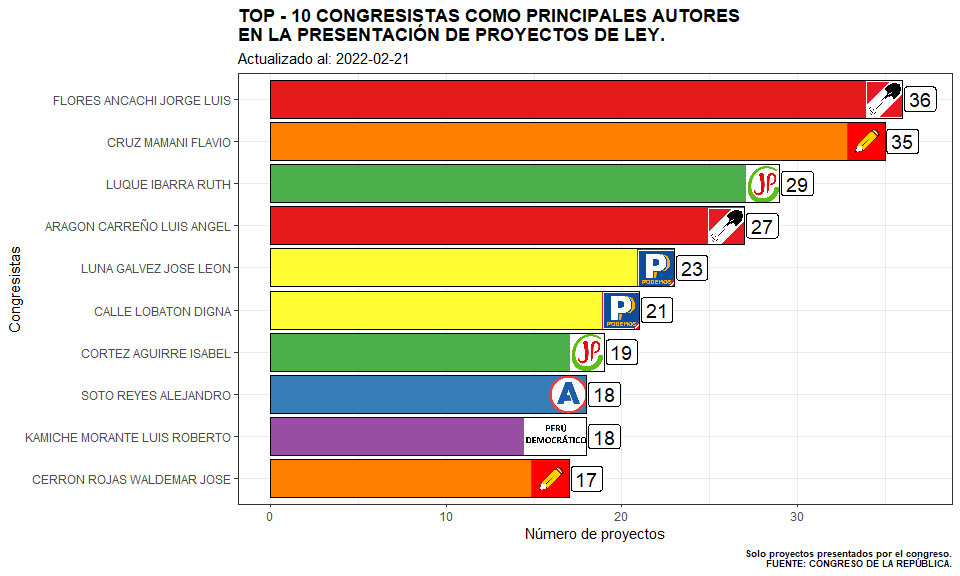 TOP - 10 CONGRESISTAS COMO PRINCIPALES AUTORES
EN LA PRESENTACIÓN DE PROYECTOS DE LEY.
Actualizado al: 2022-02-21
Congresistas
FLORES ANCACHI JORGE LUIS
36
CRUZ MAMANI FLAVIO
35
LUQUE IBARRA RUTH
JP
29
ARAGON CARREÑO LUIS ANGEL
27
LUNA GALVEZ JOSE LEON
P
PODEMOS
23
CALLE LOBATON DIGNA
P
PODEMOS
21
CORTEZ AGUIRRE ISABEL
JP
19
SOTO REYES ALEJANDRO
A
18
KAMICHE MORANTE LUIS ROBERTO
PERÚ
DEMOCRÁTICO
18
CERRON ROJAS WALDEMAR JOSE
17
0 10 20 30
Número de proyectos
Solo proyectos presentados por el congreso.
FUENTE: CONGRESO DE LA REPÚBLICA.